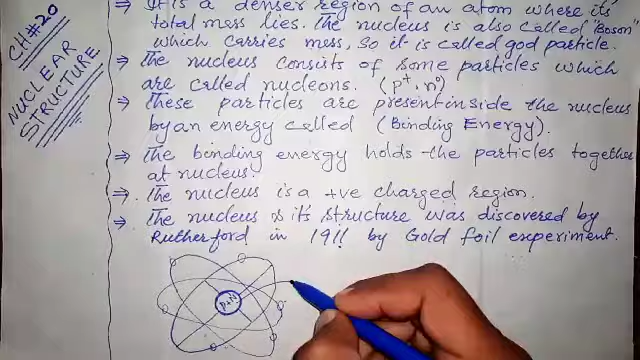 CH#20
NUCLEAR
STRUCTURE
⇒ It is a denser region of an atom where its
total mass lies. The nucleus is also called "Boson"
which carries mess, so it is called god particle.
⇒ The nucleus consists of some particles which
are called nucleons. (p⁺, n⁰)
⇒ These particles are present inside the nucleus
by an energy called (Binding Energy).
⇒ The binding energy holds the particles together
at nucleus.
⇒ The nucleus is a +ve charged region.
⇒ The nucleus & it's structure was discovered by
Rutherford in 1911 by Gold foil experiment.
P+N